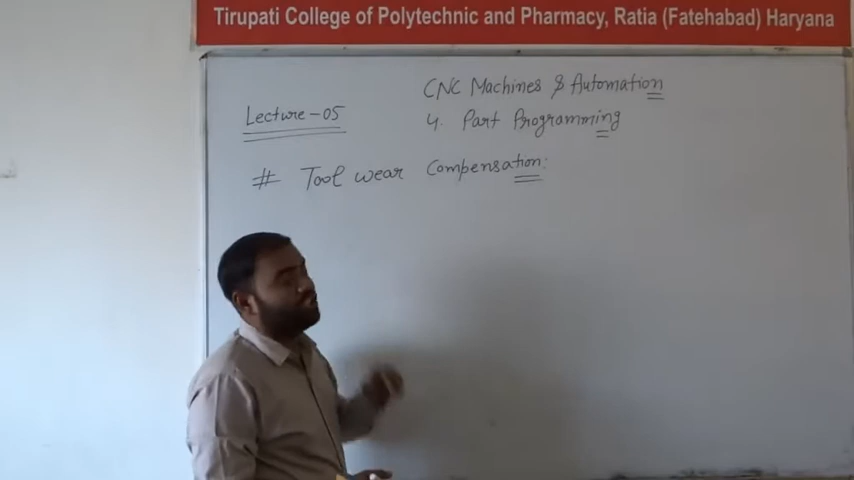 Tirupati College of Polytechnic and Pharmacy, Ratia (Fatehabad) Haryana
CNC Machines & Automation
Lecture - 05
4. Part Programming
# Tool wear Compensation: